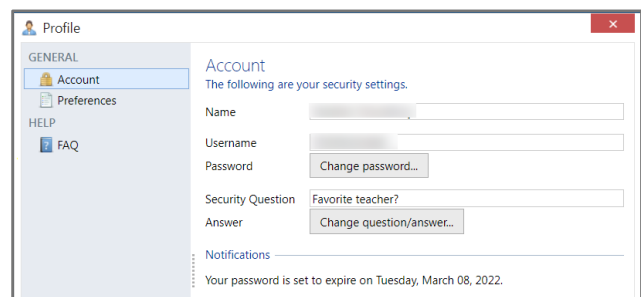 Profile
GENERAL
Account
Preferences
HELP
FAQ
Account
The following are your security settings.
Name
Username
Password Change password...
Security Question Favorite teacher?
Answer Change question/answer...
Notifications
Your password is set to expire on Tuesday, March 08, 2022.